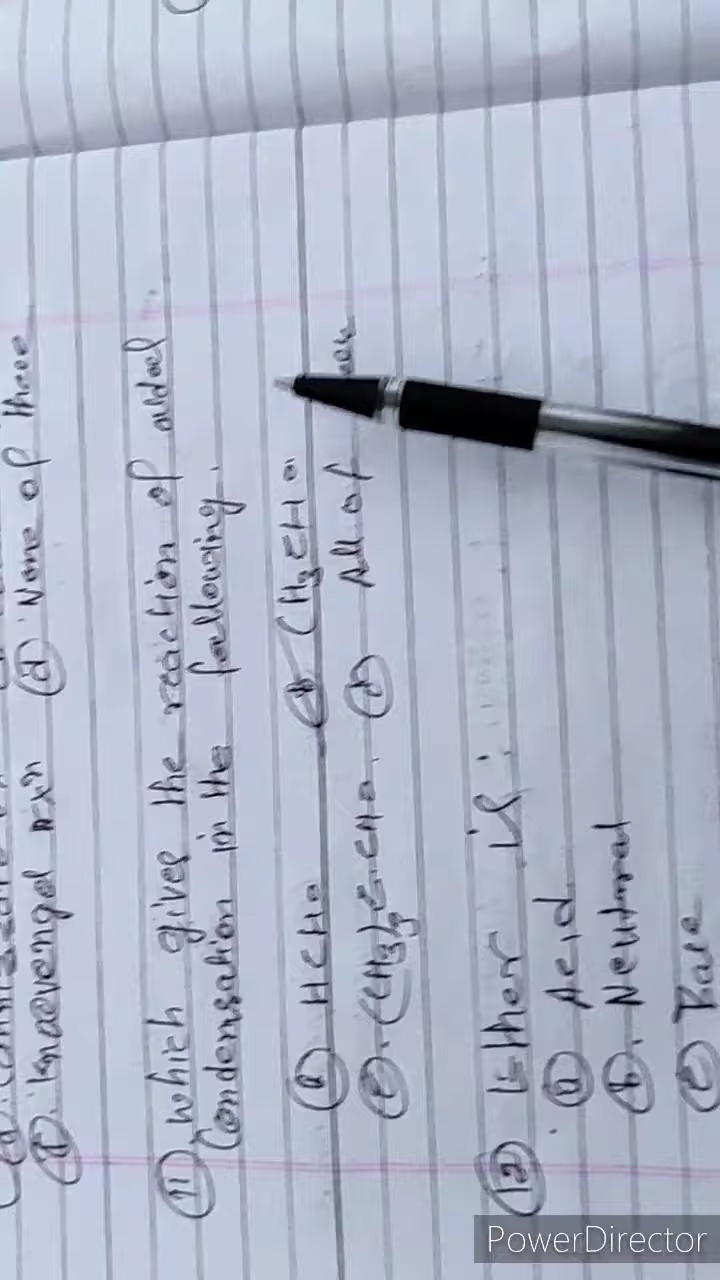 (c). Knoevengel rxn (d) None of three
(11) which gives the reaction of aldol
Condensation in the following.
(a) HCHO (b) CH3CHO
(c). (CH3)3C-CHO. (d) All of
(12) Ether is:
(a) Acid
(b). Neutral
(c) Base
PowerDirector